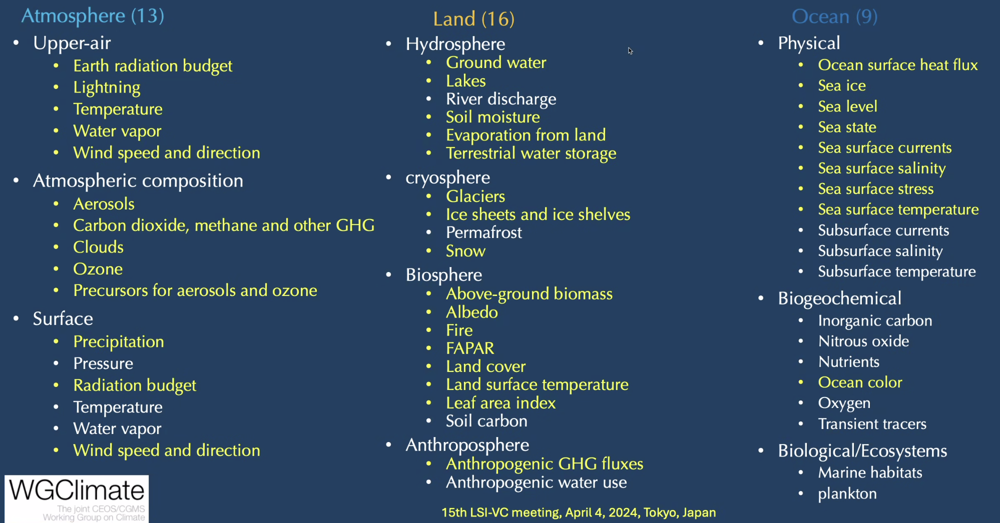 Atmosphere (13)
• Upper-air
• Earth radiation budget
• Lightning
• Temperature
• Water vapor
• Wind speed and direction
• Atmospheric composition
• Aerosols
• Carbon dioxide, methane and other GHG
• Clouds
• Ozone
• Precursors for aerosols and ozone
• Surface
• Precipitation
• Pressure
• Radiation budget
• Temperature
• Water vapor
• Wind speed and direction
WGClimate
The joint CEOS/CGMS
Working Group on Climate
Land (16)
• Hydrosphere
• Ground water
• Lakes
• River discharge
• Soil moisture
• Evaporation from land
• Terrestrial water storage
• cryosphere
• Glaciers
• Ice sheets and ice shelves
• Permafrost
• Snow
• Biosphere
• Above-ground biomass
• Albedo
• Fire
• FAPAR
• Land cover
• Land surface temperature
• Leaf area index
• Soil carbon
• Anthroposphere
• Anthropogenic GHG fluxes
• Anthropogenic water use
15th LSI-VC meeting, April 4, 2024, Tokyo, Japan
Ocean (9)
• Physical
• Ocean surface heat flux
• Sea ice
• Sea level
• Sea state
• Sea surface currents
• Sea surface salinity
• Sea surface stress
• Sea surface temperature
• Subsurface currents
• Subsurface salinity
• Subsurface temperature
• Biogeochemical
• Inorganic carbon
• Nitrous oxide
• Nutrients
• Ocean color
• Oxygen
• Transient tracers
• Biological/Ecosystems
• Marine habitats
• plankton